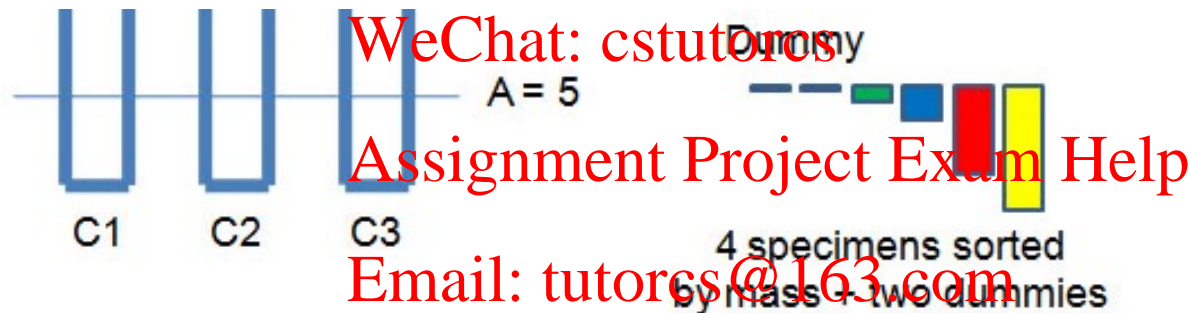 WeChat: cstutorcs
Dummy
A = 5
Assignment Project Exam Help
C1 C2 C3
4 specimens sorted
by mass + two dummies
Email: tutorcs@163.com